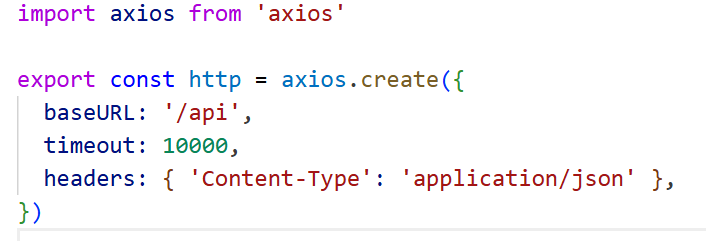 import axios from 'axios'
export const http = axios.create({
  baseURL: '/api',
  timeout: 10000,
  headers: { 'Content-Type': 'application/json' },
})